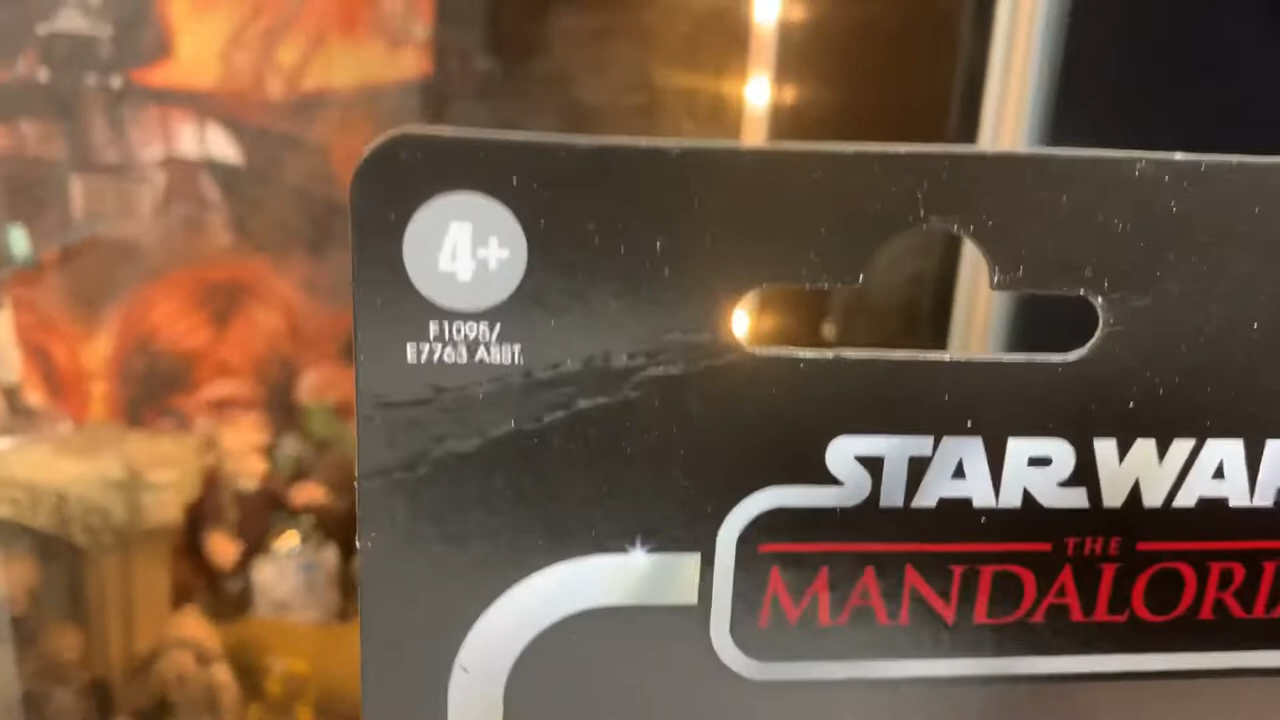 4+
F1095/
E7763 ASST.
STAR WAR
THE
MANDALORI